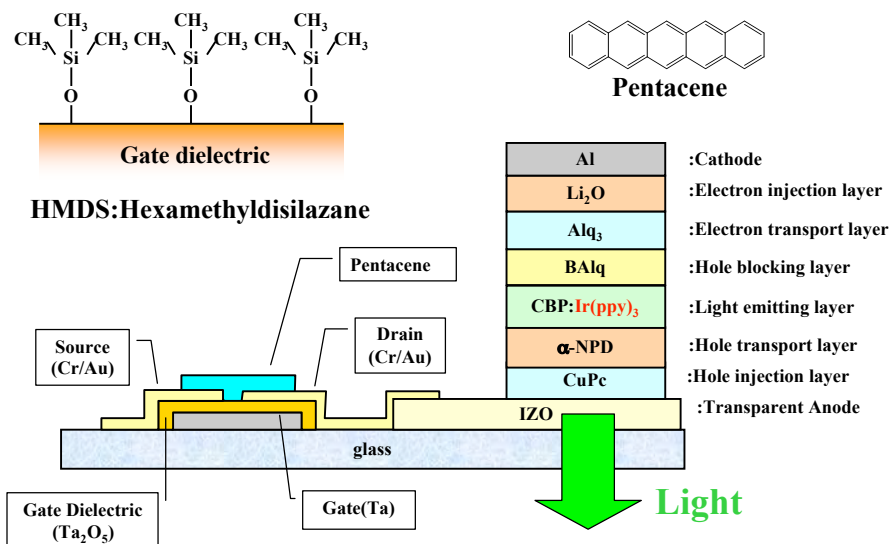 CH₃ CH₃ CH₃
CH₃ CH₃ CH₃ CH₃ CH₃ CH₃
Si Si Si
O O O
Gate dielectric
HMDS:Hexamethyldisilazane
Pentacene
Al :Cathode
Li₂O :Electron injection layer
Alq₃ :Electron transport layer
BAlq :Hole blocking layer
CBP:Ir(ppy)₃ :Light emitting layer
α-NPD :Hole transport layer
CuPc :Hole injection layer
IZO :Transparent Anode
Pentacene
Source
(Cr/Au)
Drain
(Cr/Au)
glass
Gate Dielectric
(Ta₂O₅)
Gate(Ta)
Light